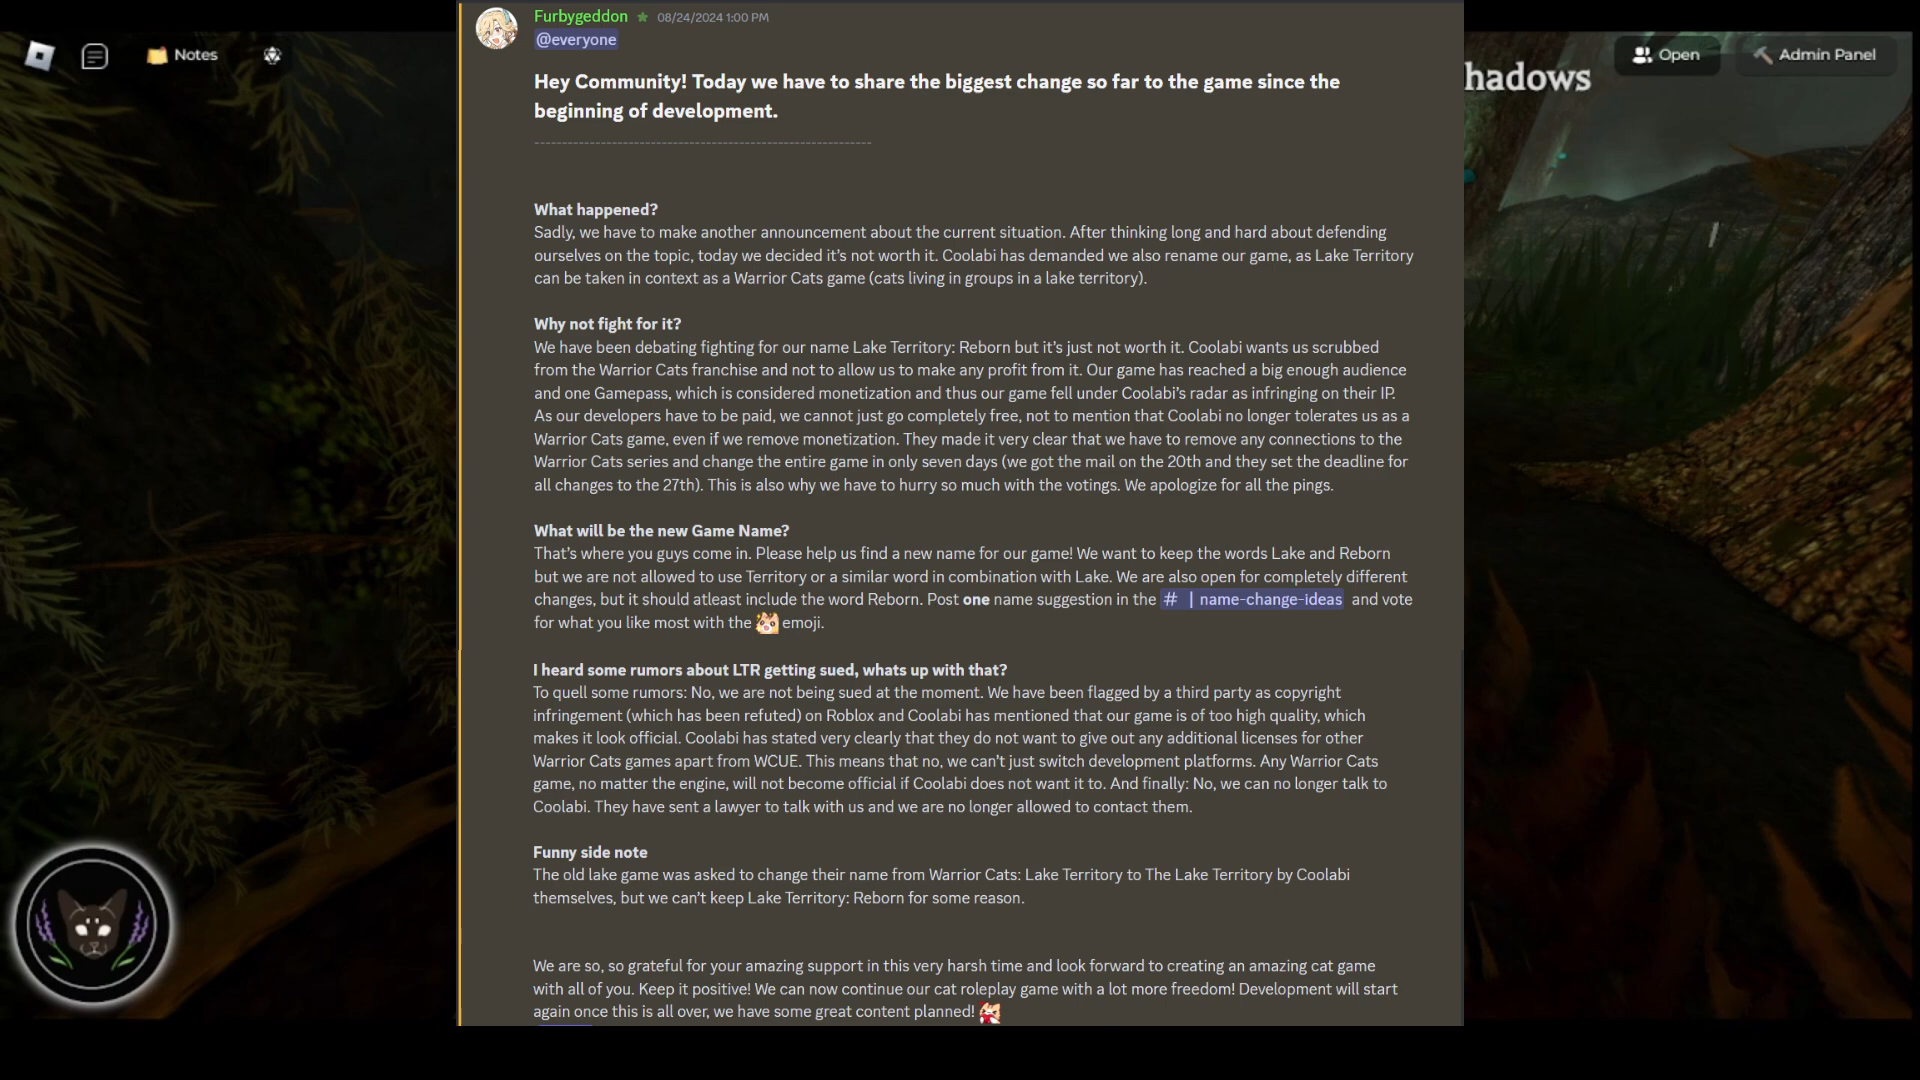 Furbygeddon 08/24/2024 1:00 PM
@everyone
Notes
Open
Admin Panel
hadows
Hey Community! Today we have to share the biggest change so far to the game since the
beginning of development.
-------------------------------------------------------------
What happened?
Sadly, we have to make another announcement about the current situation. After thinking long and hard about defending
ourselves on the topic, today we decided it's not worth it. Coolabi has demanded we also rename our game, as Lake Territory
can be taken in context as a Warrior Cats game (cats living in groups in a lake territory).
Why not fight for it?
We have been debating fighting for our name Lake Territory: Reborn but it's just not worth it. Coolabi wants us scrubbed
from the Warrior Cats franchise and not to allow us to make any profit from it. Our game has reached a big enough audience
and one Gamepass, which is considered monetization and thus our game fell under Coolabi's radar as infringing on their IP.
As our developers have to be paid, we cannot just go completely free, not to mention that Coolabi no longer tolerates us as a
Warrior Cats game, even if we remove monetization. They made it very clear that we have to remove any connections to the
Warrior Cats series and change the entire game in only seven days (we got the mail on the 20th and they set the deadline for
all changes to the 27th). This is also why we have to hurry so much with the votings. We apologize for all the pings.
What will be the new Game Name?
That's where you guys come in. Please help us find a new name for our game! We want to keep the words Lake and Reborn
but we are not allowed to use Territory or a similar word in combination with Lake. We are also open for completely different
changes, but it should atleast include the word Reborn. Post one name suggestion in the # | name-change-ideas and vote
for what you like most with the emoji.
I heard some rumors about LTR getting sued, whats up with that?
To quell some rumors: No, we are not being sued at the moment. We have been flagged by a third party as copyright
infringement (which has been refuted) on Roblox and Coolabi has mentioned that our game is of too high quality, which
makes it look official. Coolabi has stated very clearly that they do not want to give out any additional licenses for other
Warrior Cats games apart from WCUE. This means that no, we can't just switch development platforms. Any Warrior Cats
game, no matter the engine, will not become official if Coolabi does not want it to. And finally: No, we can no longer talk to
Coolabi. They have sent a lawyer to talk with us and we are no longer allowed to contact them.
Funny side note
The old lake game was asked to change their name from Warrior Cats: Lake Territory to The Lake Territory by Coolabi
themselves, but we can't keep Lake Territory: Reborn for some reason.
We are so, so grateful for your amazing support in this very harsh time and look forward to creating an amazing cat game
with all of you. Keep it positive! We can now continue our cat roleplay game with a lot more freedom! Development will start
again once this is all over, we have some great content planned!